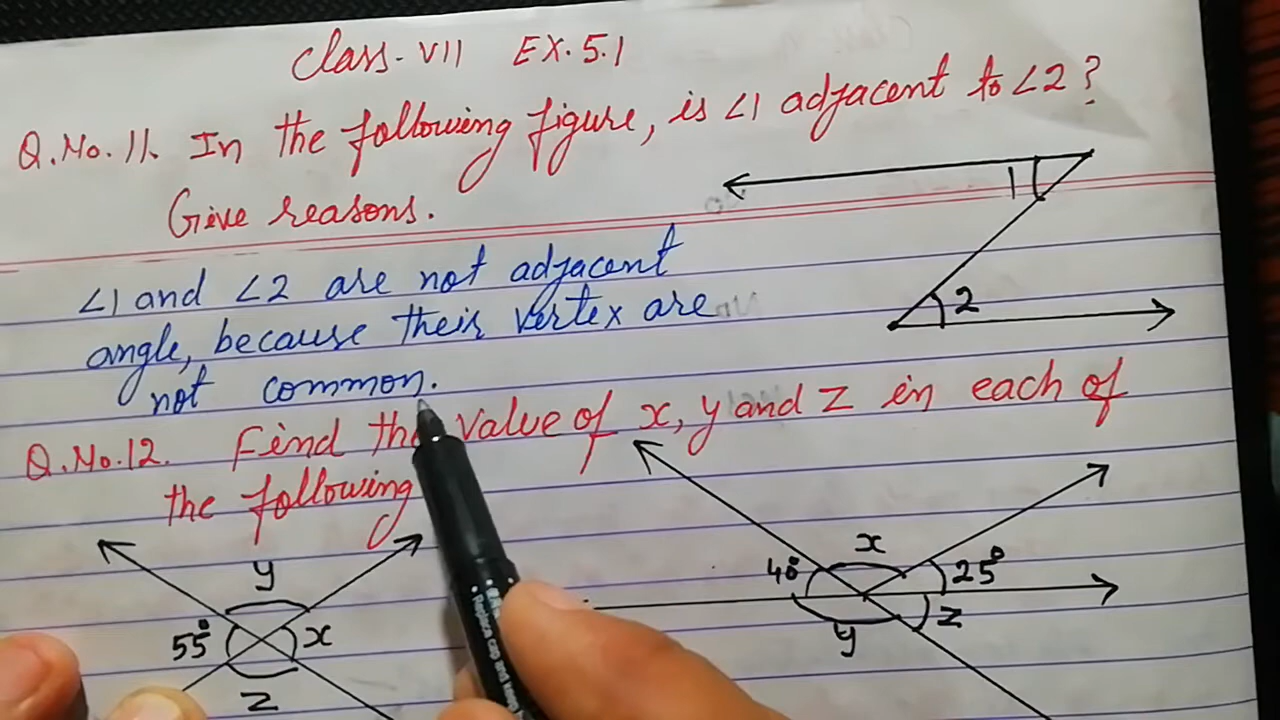 Class-VII EX.5.1
Q.No.11. In the following figure, is ∠1 adjacent to ∠2?
Give reasons.
1
2
∠1 and ∠2 are not adjacent
angle, because their vertex are
not common.
Q.No.12. Find the value of x, y and z in each of
the following
y
55°
x
z
x
40°
25°
y
z